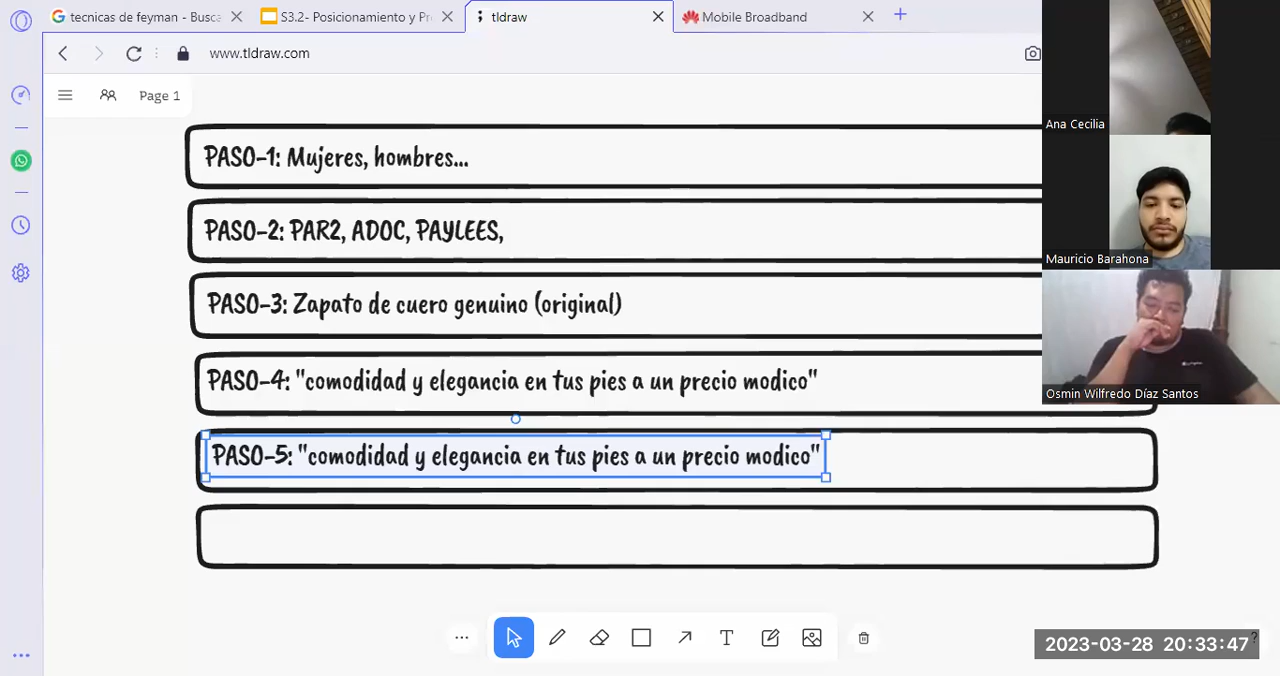 tecnicas de feyman - Busca
S3.2- Posicionamiento y Pr
tldraw
Mobile Broadband
www.tldraw.com
Page 1
PASO-1: Mujeres, hombres...
PASO-2: PAR2, ADOC, PAYLEES,
PASO-3: Zapato de cuero genuino (original)
PASO-4: "comodidad y elegancia en tus pies a un precio modico"
PASO-5: "comodidad y elegancia en tus pies a un precio modico"
Ana Cecilia
Mauricio Barahona
Osmin Wilfredo Díaz Santos
2023-03-28 20:33:47